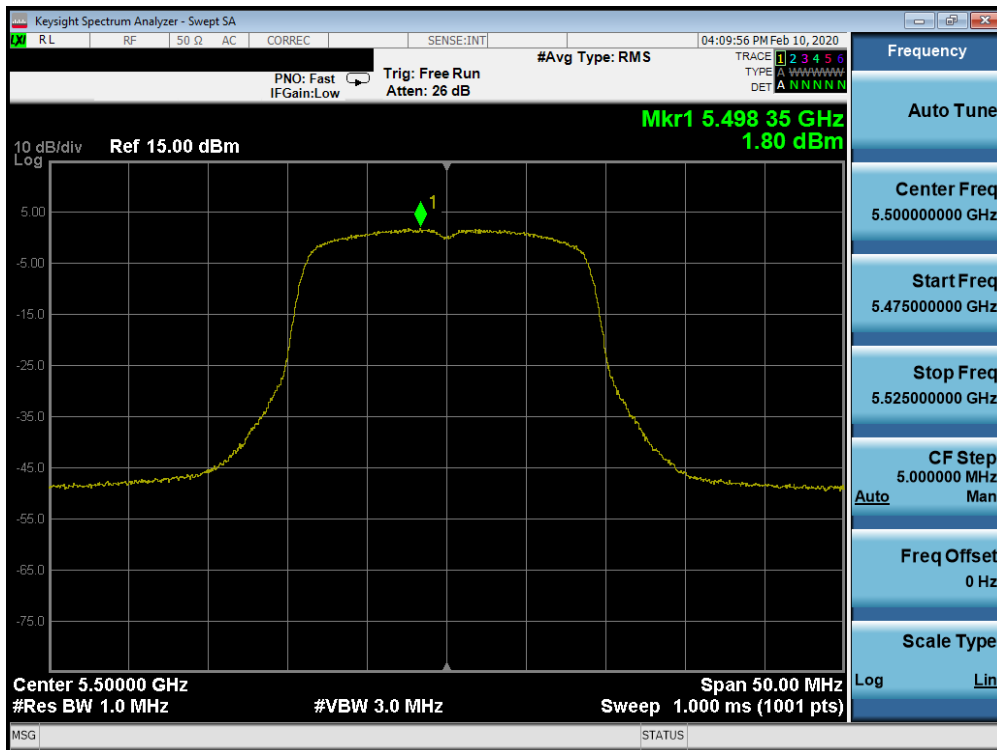 Keysight Spectrum Analyzer - Swept SA
LXI RL RF 50 Ω AC CORREC SENSE:INT 04:09:56 PM Feb 10, 2020
Frequency
#Avg Type: RMS
TRACE 1 2 3 4 5 6
TYPE A WWWWW
DET A N N N N N
PNO: Fast Trig: Free Run
IFGain:Low Atten: 26 dB
Auto Tune
Mkr1 5.498 35 GHz
1.80 dBm
10 dB/div Ref 15.00 dBm
Log
1
5.00
-5.00
-15.0
-25.0
-35.0
-45.0
-55.0
-65.0
-75.0
Center Freq
5.500000000 GHz
Start Freq
5.475000000 GHz
Stop Freq
5.525000000 GHz
CF Step
5.000000 MHz
Auto Man
Freq Offset
0 Hz
Scale Type
Log Lin
Center 5.50000 GHz Span 50.00 MHz
#Res BW 1.0 MHz #VBW 3.0 MHz Sweep 1.000 ms (1001 pts)
MSG STATUS